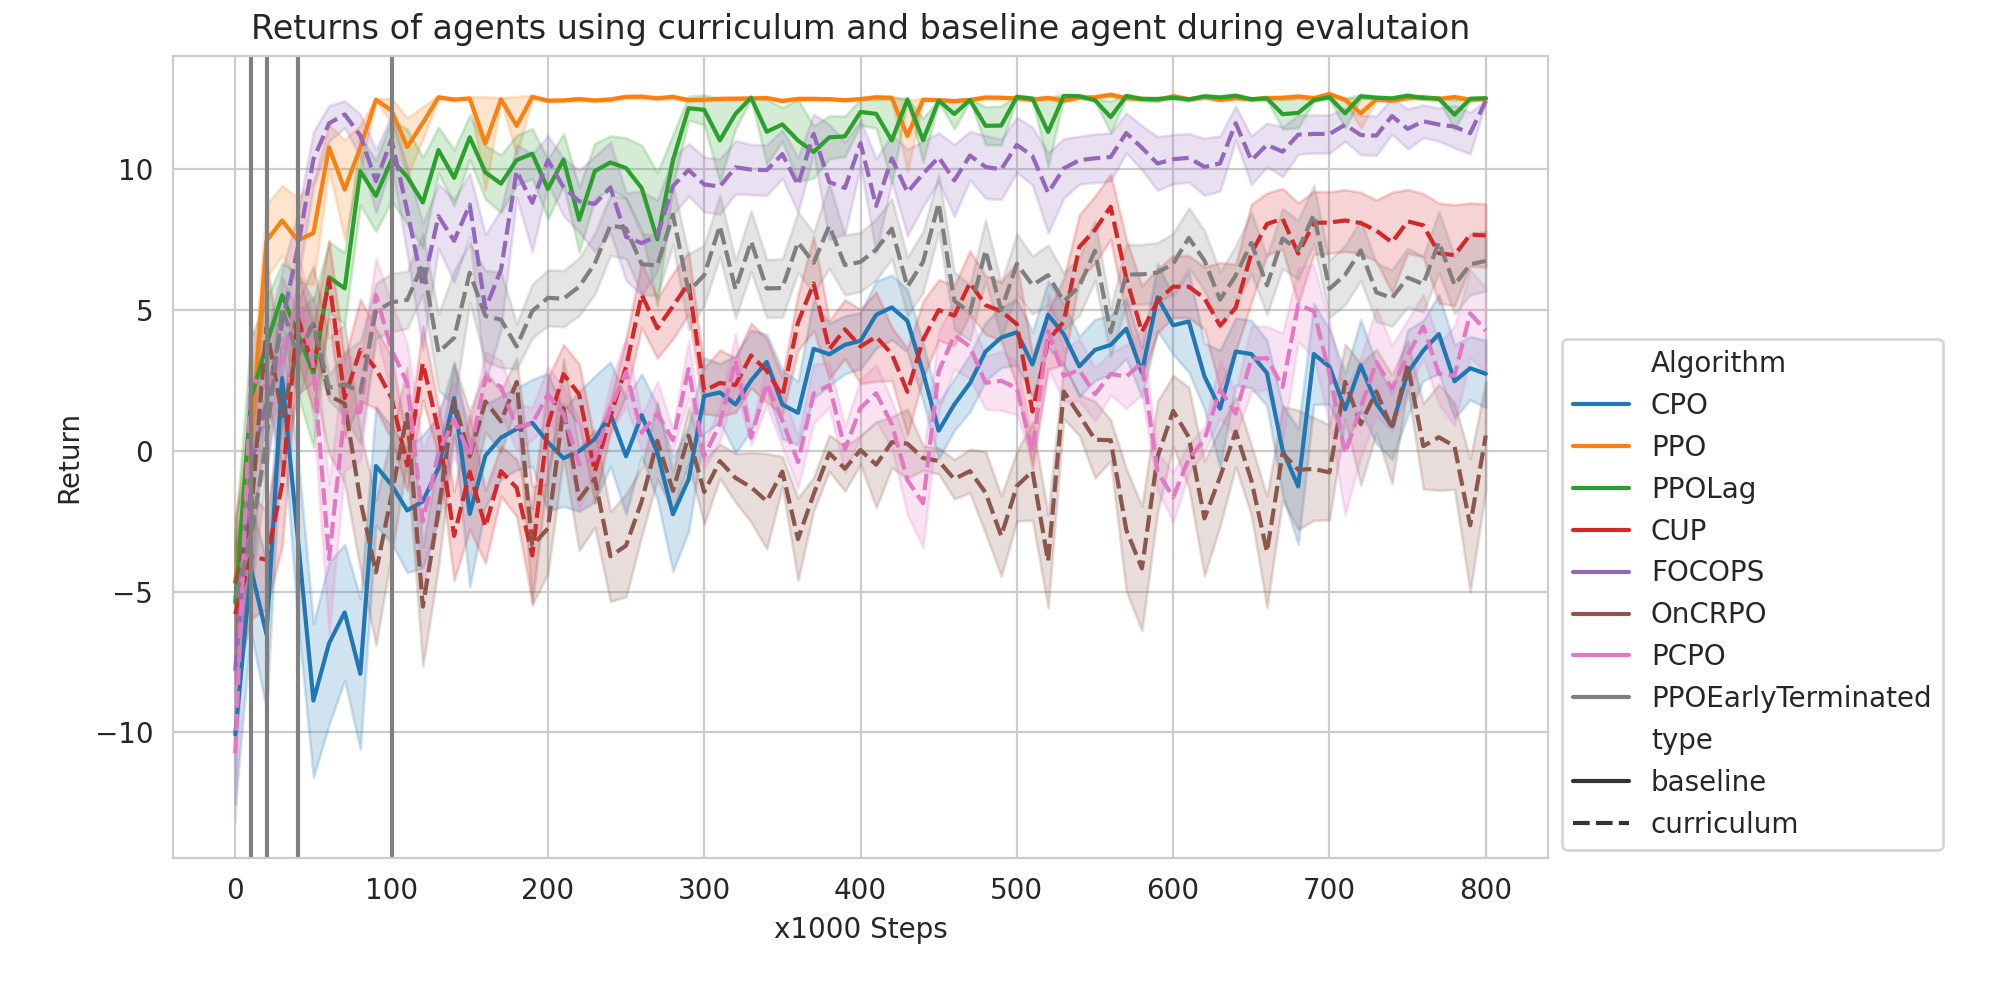 Returns of agents using curriculum and baseline agent during evalutaion
10
5
0
−5
−10
Return
0 100 200 300 400 500 600 700 800
x1000 Steps
Algorithm
CPO
PPO
PPOLag
CUP
FOCOPS
OnCRPO
PCPO
PPOEarlyTerminated
type
baseline
curriculum